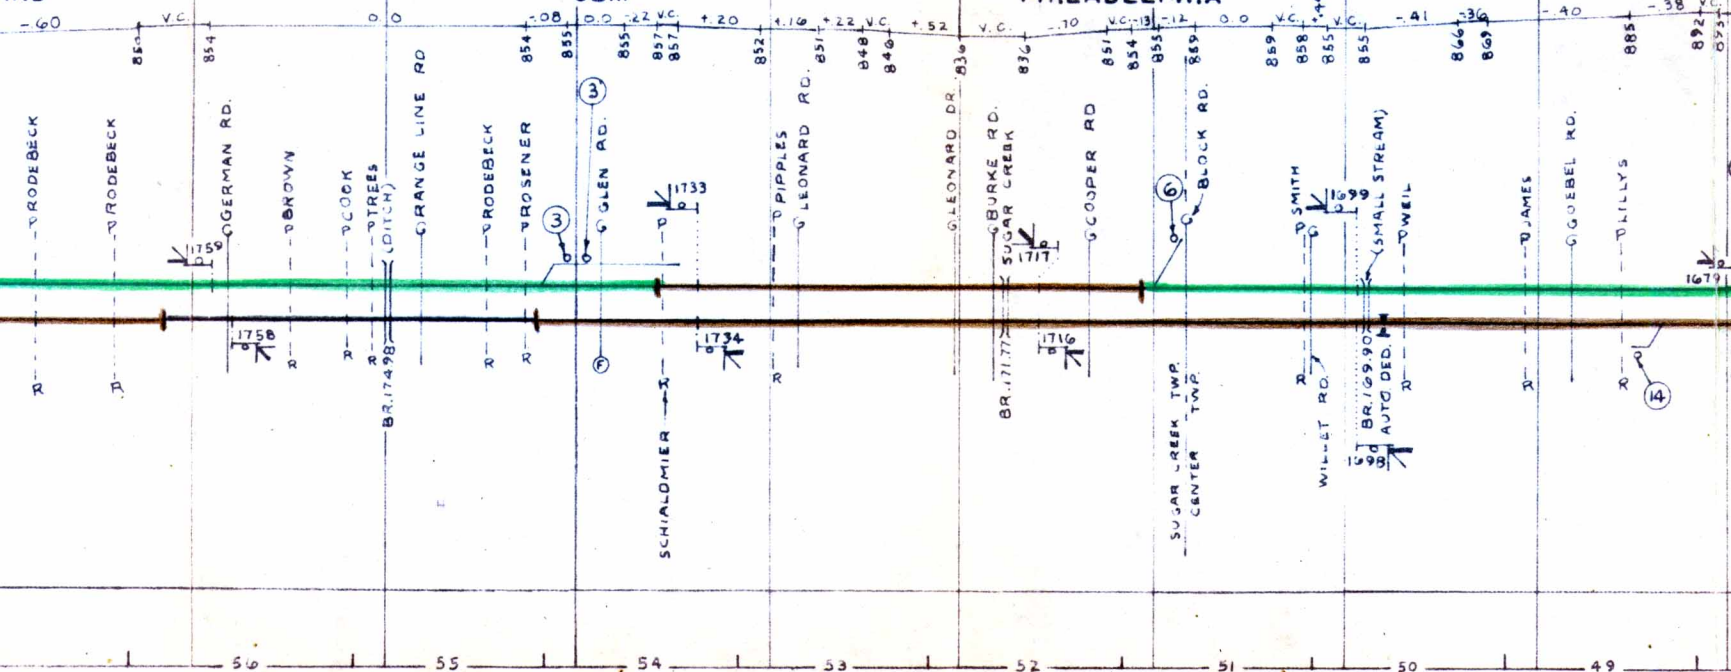 -.60 V.C. 0.0 -.08 0.0 -.22 V.C. +.20 +.16 +.22 V.C. +.52 V.C. -.70 V.C. -.13 -.12 0.0 V.C. V.C. -.41 -.36 -.40 -.38
854 854 855 855 857 857 852 851 848 846 836 836 851 854 855 859 859 858 855 855 866 869 885 892 895
RODEBECK
RODEBECK
GERMAN RD.
BROWN
COOK
TREES
(DITCH)
ORANGE LINE RD
RODEBECK
ROSENER
3
3
GLEN RD.
1733
PIPPLES
LEONARD RD.
LEONARD DR.
BURKE RD.
SUGAR CREEK
COOPER RD
6
BLOCK RD.
SMITH
1699
(SMALL STREAM)
WEIL
JAMES
GOEBEL RD.
LILLYS
1759
1717
1679
1758
1734
1716
R
R
R
R
R
R
R
F
R
R
R
R
R
R
BR.174.98
SCHIALDMIER
BR.171.77
SUGAR CREEK TWP.
CENTER TWP.
WILLET RD.
BR.169.90
AUTO. DED.
1698
14
56 55 54 53 52 51 50 49